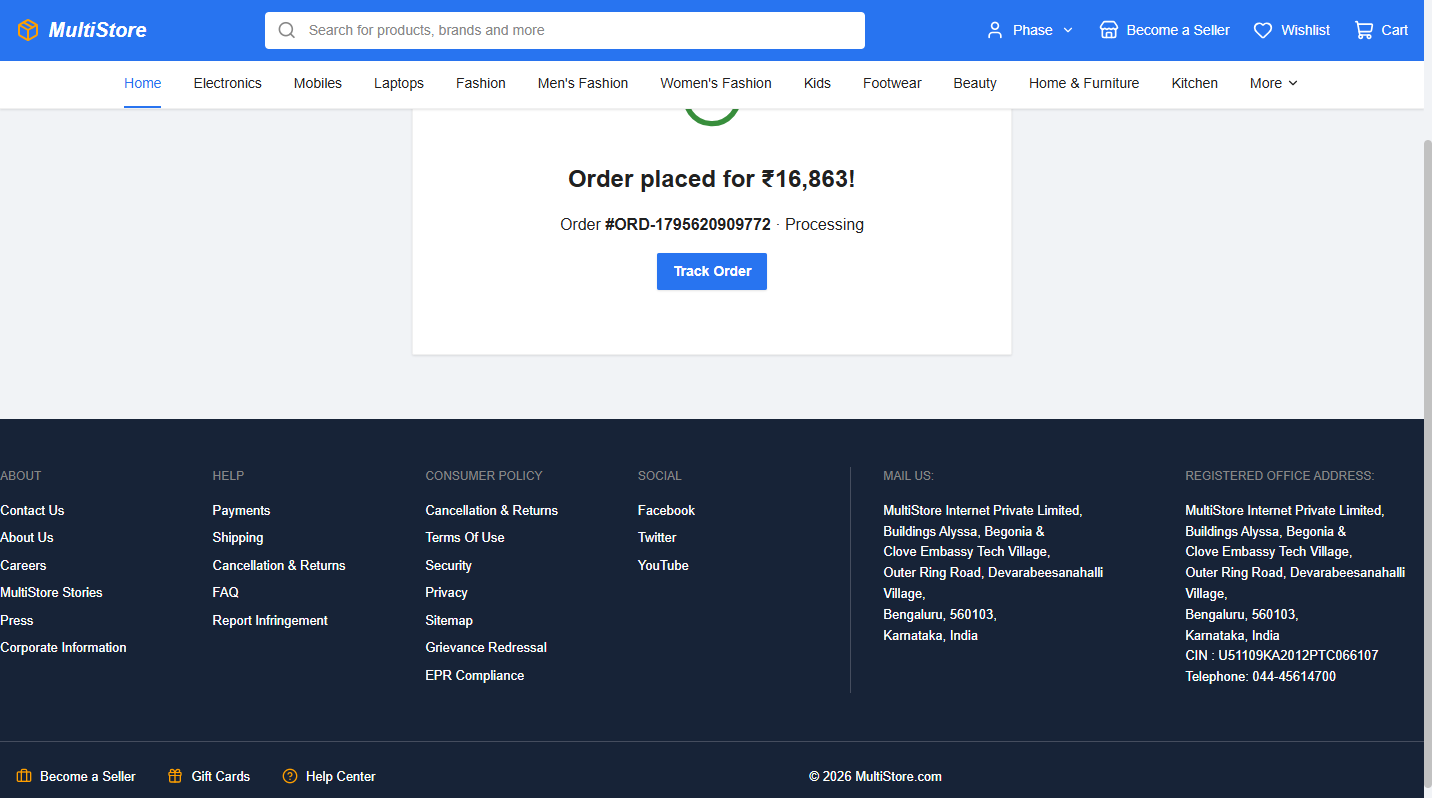 MultiStore
Search for products, brands and more
Phase
Become a Seller
Wishlist
Cart
Home
Electronics
Mobiles
Laptops
Fashion
Men's Fashion
Women's Fashion
Kids
Footwear
Beauty
Home & Furniture
Kitchen
More
Order placed for ₹16,863!
Order #ORD-1795620909772 · Processing
Track Order
ABOUT
Contact Us
About Us
Careers
MultiStore Stories
Press
Corporate Information
HELP
Payments
Shipping
Cancellation & Returns
FAQ
Report Infringement
CONSUMER POLICY
Cancellation & Returns
Terms Of Use
Security
Privacy
Sitemap
Grievance Redressal
EPR Compliance
SOCIAL
Facebook
Twitter
YouTube
MAIL US:
MultiStore Internet Private Limited,
Buildings Alyssa, Begonia &
Clove Embassy Tech Village,
Outer Ring Road, Devarabeesanahalli
Village,
Bengaluru, 560103,
Karnataka, India
REGISTERED OFFICE ADDRESS:
MultiStore Internet Private Limited,
Buildings Alyssa, Begonia &
Clove Embassy Tech Village,
Outer Ring Road, Devarabeesanahalli
Village,
Bengaluru, 560103,
Karnataka, India
CIN : U51109KA2012PTC066107
Telephone: 044-45614700
Become a Seller
Gift Cards
Help Center
© 2026 MultiStore.com